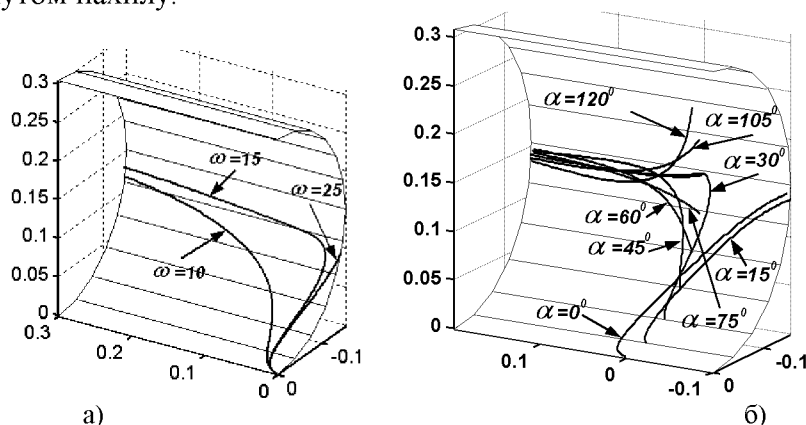 утом нахилу.
0.3
0.25
0.2
0.15
0.1
0.05
0
0.3
0.2
0.1
0
0
-0.1
ω=15
ω=25
ω=10
а)
0.3
0.2
0.15
0.1
0.05
0
0.1
0
-0.1
0
-0.1
α=120⁰
α=105⁰
α=30⁰
α=60⁰
α=45⁰
α=15⁰
α=0⁰
α=75⁰
б)